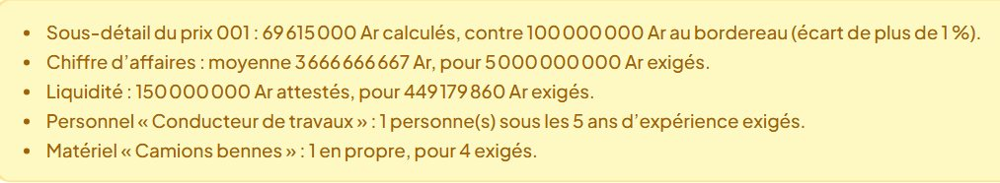 • Sous-détail du prix 001 : 69 615 000 Ar calculés, contre 100 000 000 Ar au bordereau (écart de plus de 1 %).
• Chiffre d’affaires : moyenne 3 666 666 667 Ar, pour 5 000 000 000 Ar exigés.
• Liquidité : 150 000 000 Ar attestés, pour 449 179 860 Ar exigés.
• Personnel « Conducteur de travaux » : 1 personne(s) sous les 5 ans d’expérience exigés.
• Matériel « Camions bennes » : 1 en propre, pour 4 exigés.